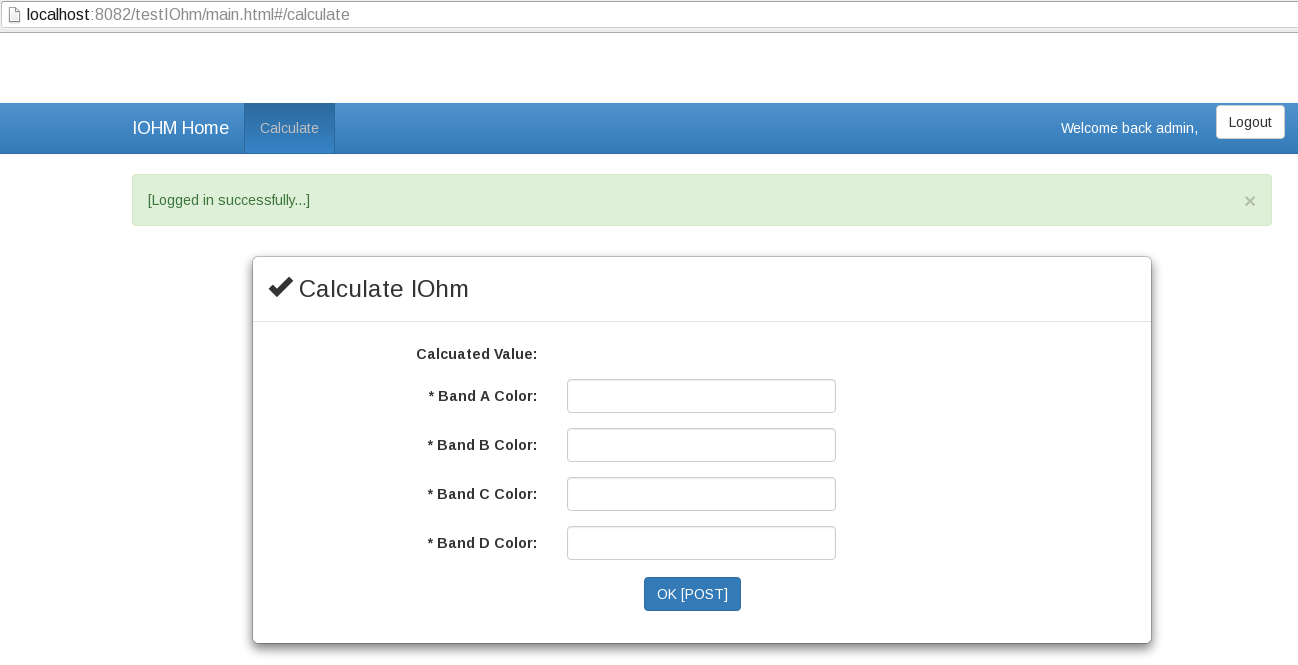 localhost:8082/testIOhm/main.html#/calculate
IOHM Home Calculate Welcome back admin, Logout
[Logged in successfully...] ×
Calculate IOhm
Calcuated Value:
* Band A Color:
* Band B Color:
* Band C Color:
* Band D Color:
OK [POST]